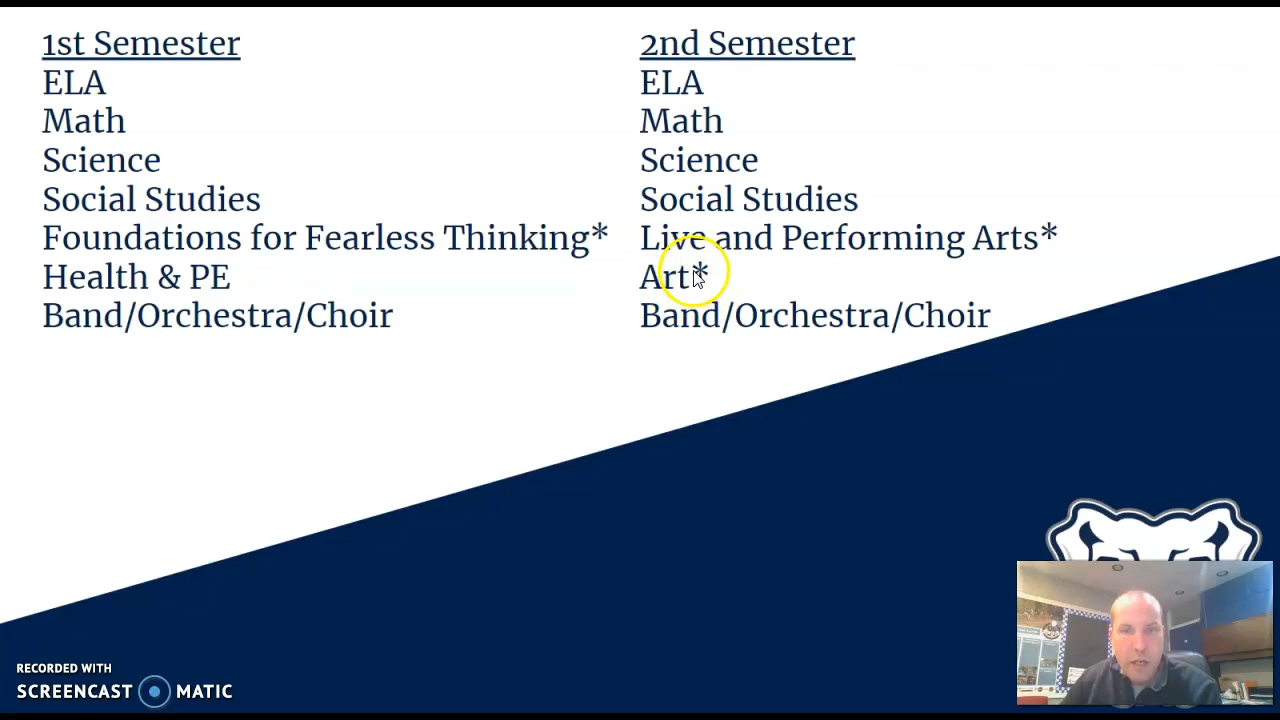 1st Semester
ELA
Math
Science
Social Studies
Foundations for Fearless Thinking*
Health & PE
Band/Orchestra/Choir
2nd Semester
ELA
Math
Science
Social Studies
Live and Performing Arts*
Art*
Band/Orchestra/Choir
RECORDED WITH
SCREENCAST MATIC